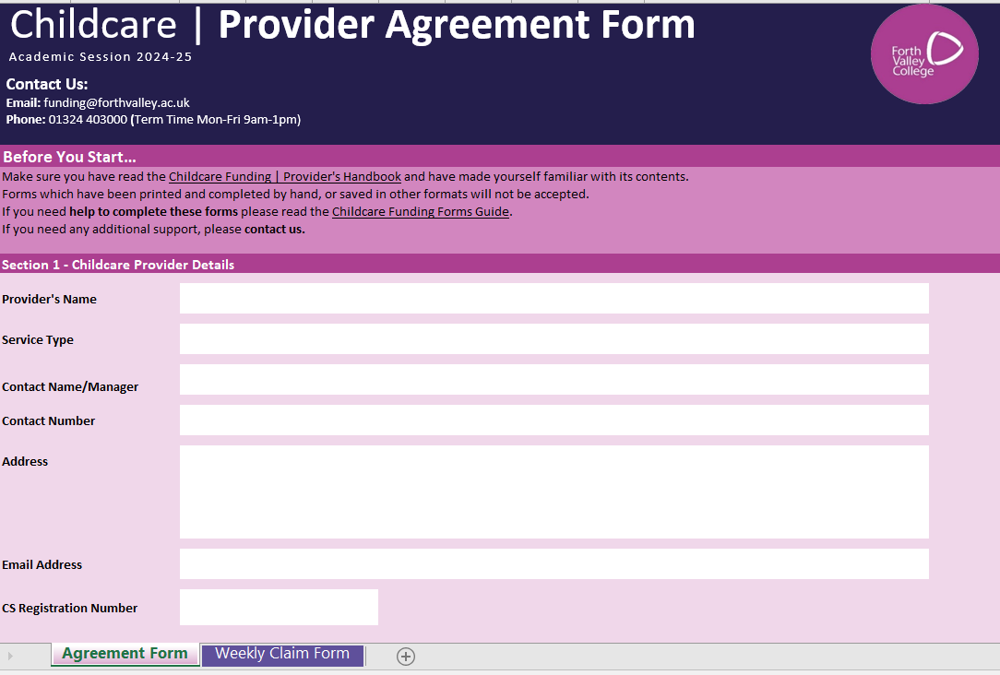 Childcare | Provider Agreement Form
Academic Session 2024-25
Forth
Valley
College
Contact Us:
Email: funding@forthvalley.ac.uk
Phone: 01324 403000 (Term Time Mon-Fri 9am-1pm)
Before You Start...
Make sure you have read the Childcare Funding | Provider's Handbook and have made yourself familiar with its contents.
Forms which have been printed and completed by hand, or saved in other formats will not be accepted.
If you need help to complete these forms please read the Childcare Funding Forms Guide.
If you need any additional support, please contact us.
Section 1 - Childcare Provider Details
Provider's Name
Service Type
Contact Name/Manager
Contact Number
Address
Email Address
CS Registration Number
Agreement Form
Weekly Claim Form